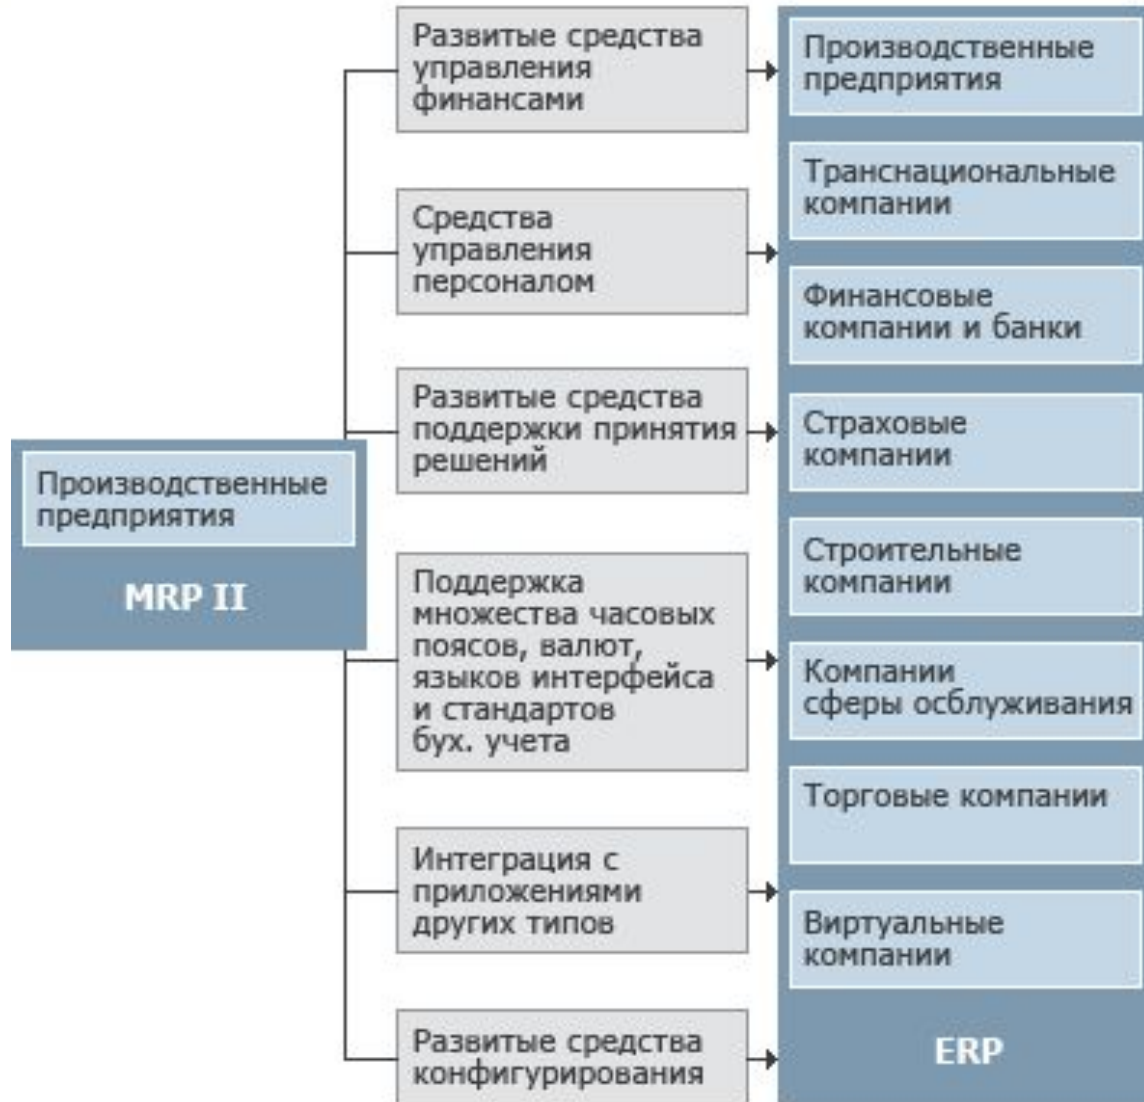 Производственные
предприятия
MRP II
Развитые средства
управления
финансами
Средства
управления
персоналом
Развитые средства
поддержки принятия
решений
Поддержка
множества часовых
поясов, валют,
языков интерфейса
и стандартов
бух. учета
Интеграция с
приложениями
других типов
Развитые средства
конфигурирования
Производственные
предприятия
Транснациональные
компании
Финансовые
компании и банки
Страховые
компании
Строительные
компании
Компании
сферы осблуживания
Торговые компании
Виртуальные
компании
ERP